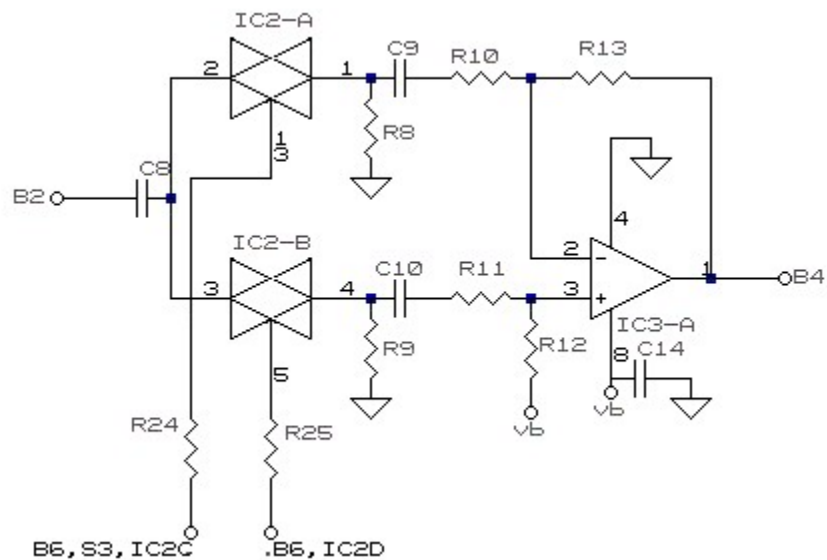 IC2-A
2
1
C9
R10
R13
1
3
R8
C8
B2
4
IC2-B
2
1
3
4
C10
R11
3
B4
IC3-A
R9
5
R12
8
C14
R24
R25
vb
vb
B6,S3,IC2C
.B6,IC2D